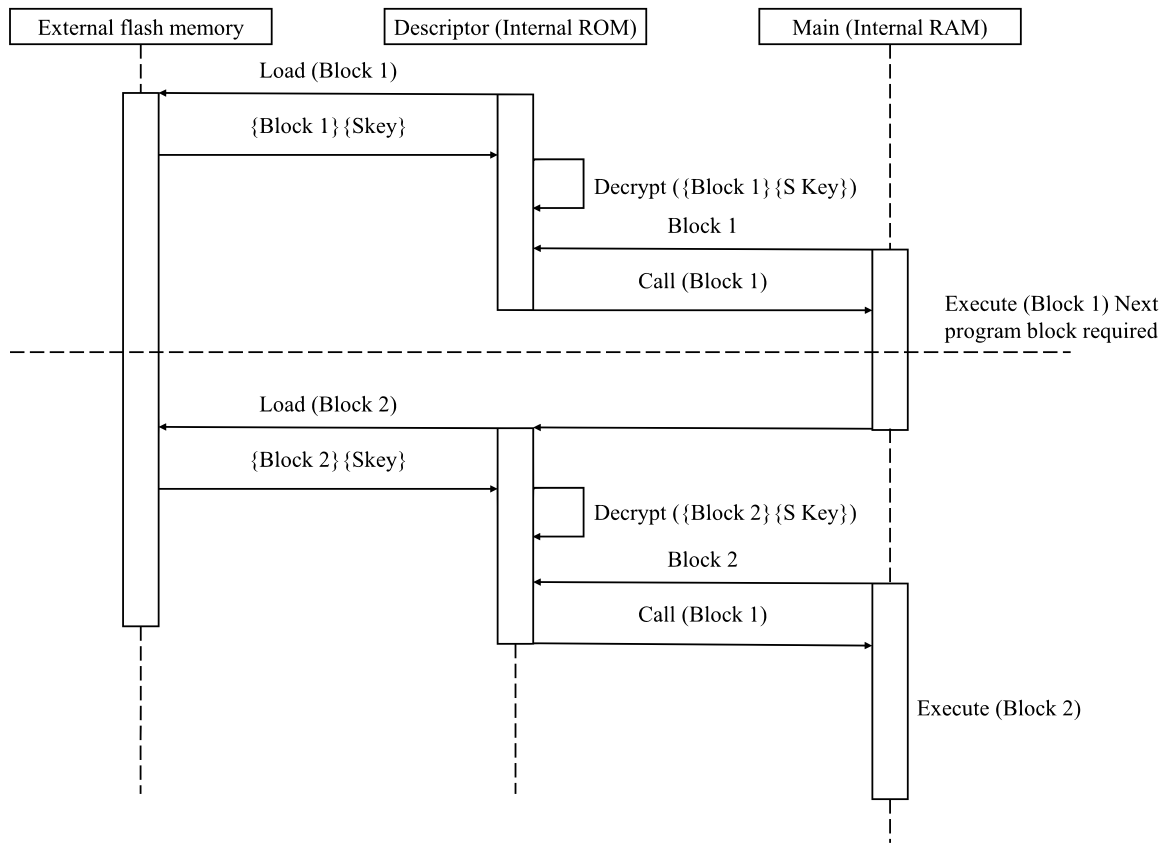 External flash memory
Descriptor (Internal ROM)
Main (Internal RAM)
Load (Block 1)
{Block 1}{Skey}
Decrypt ({Block 1}{S Key})
Block 1
Call (Block 1)
Execute (Block 1) Next
program block required
Load (Block 2)
{Block 2}{Skey}
Decrypt ({Block 2}{S Key})
Block 2
Call (Block 1)
Execute (Block 2)